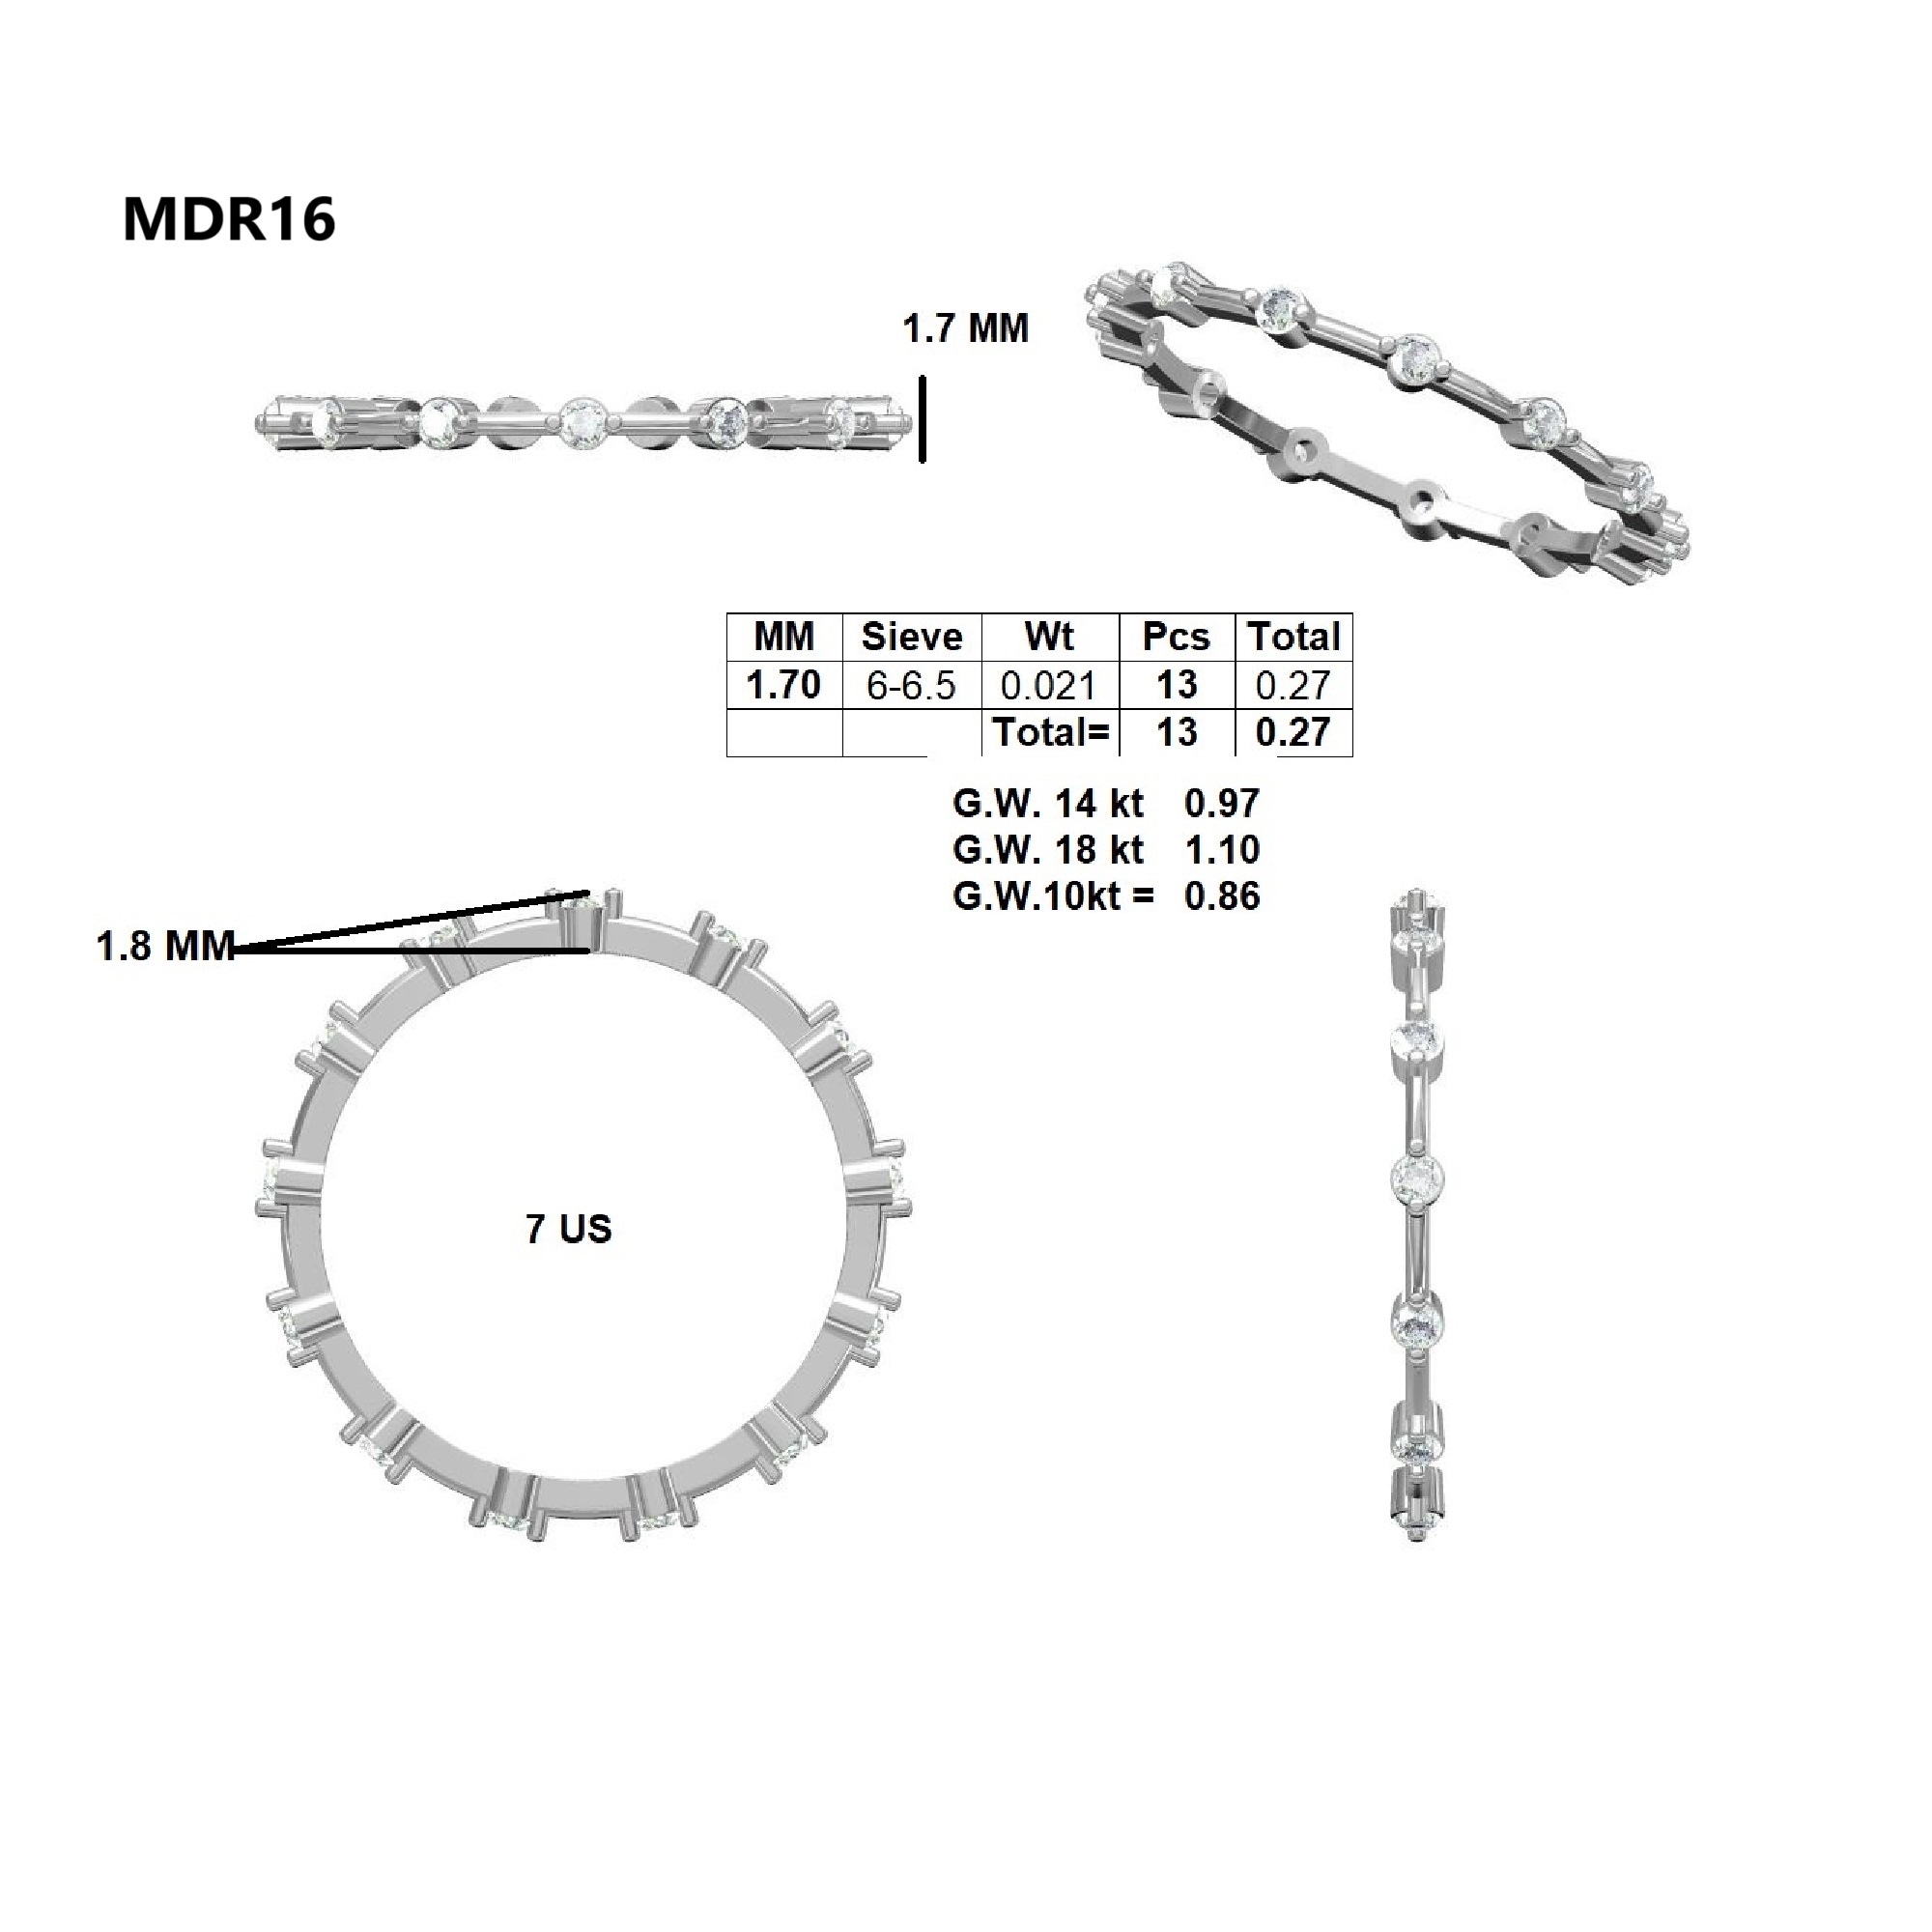 MDR16
1.7 MM
MM Sieve Wt Pcs Total
1.70 6-6.5 0.021 13 0.27
Total= 13 0.27
G.W. 14 kt 0.97
G.W. 18 kt 1.10
G.W.10kt = 0.86
1.8 MM
7 US